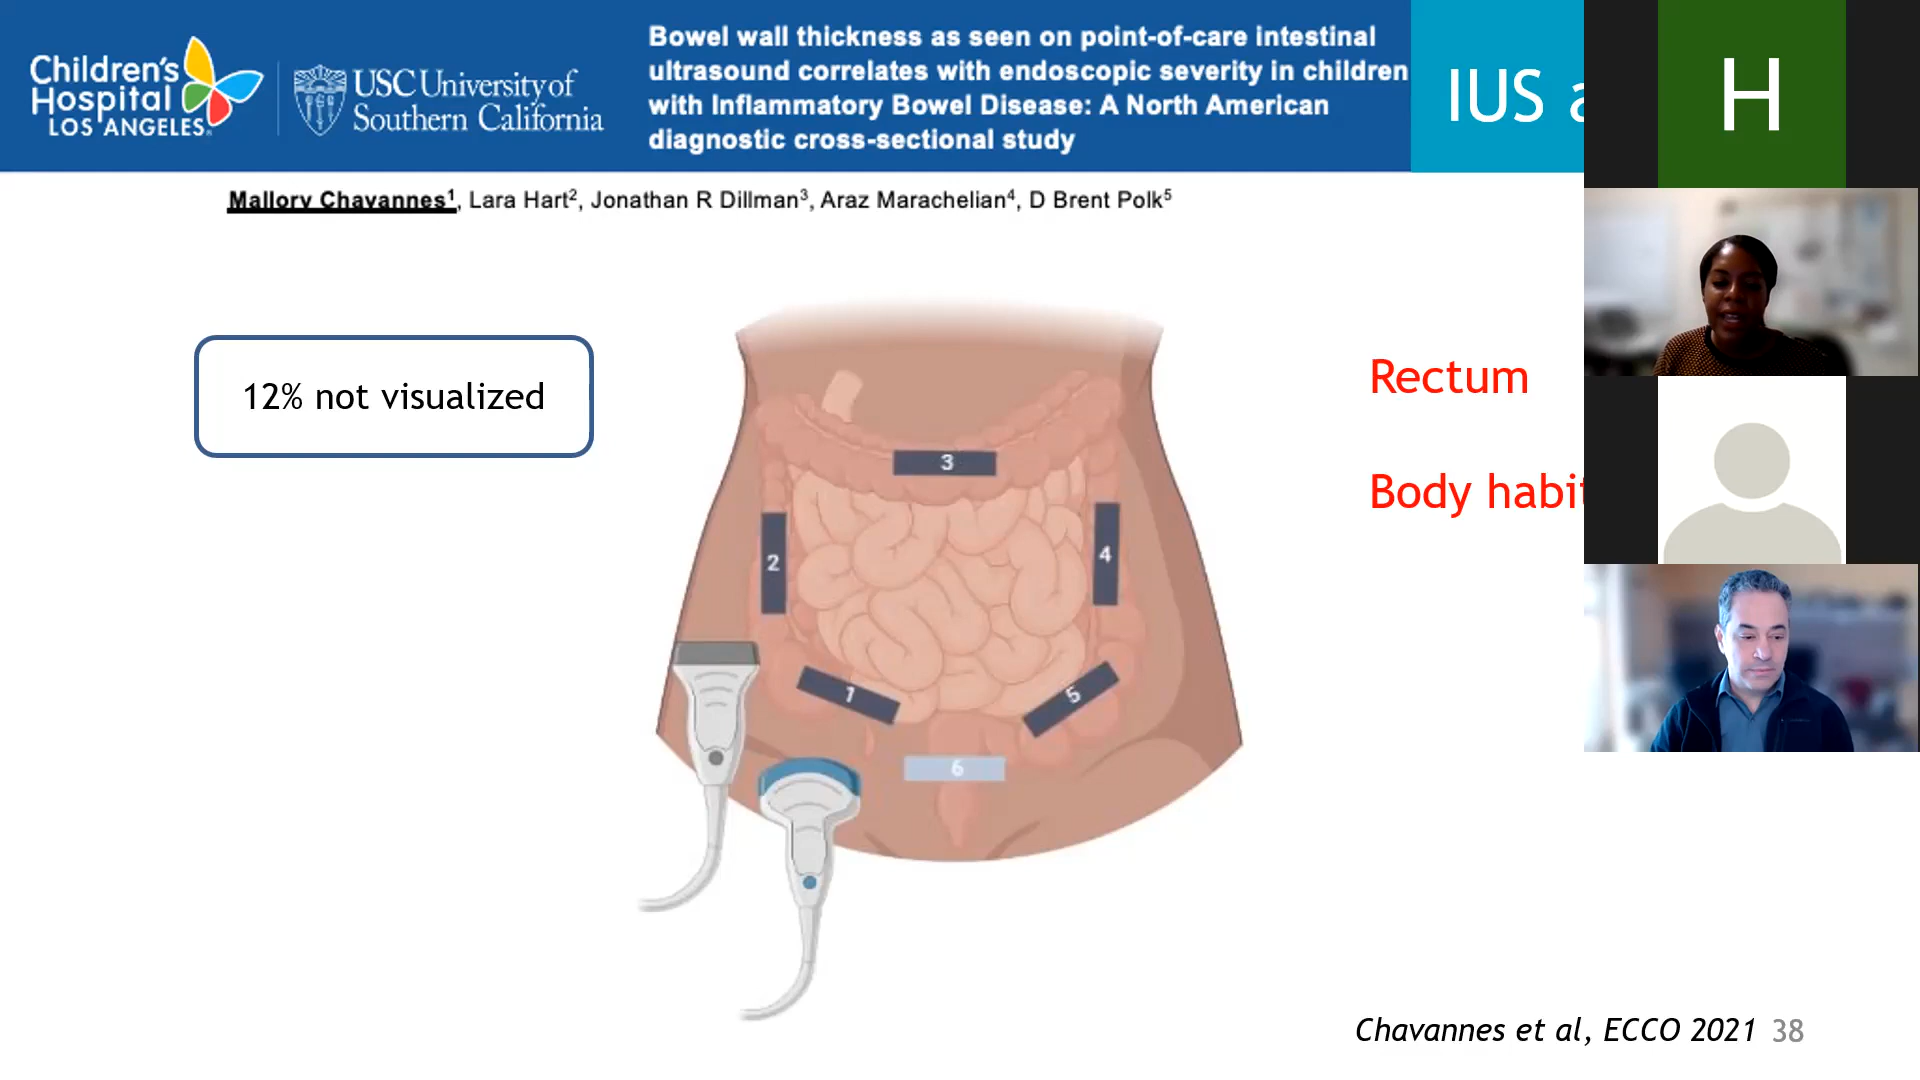 Children's
Hospital
LOS ANGELES
USC University of
Southern California
Bowel wall thickness as seen on point-of-care intestinal
ultrasound correlates with endoscopic severity in children
with Inflammatory Bowel Disease: A North American
diagnostic cross-sectional study
IUS a
H
Mallory Chavannes¹, Lara Hart², Jonathan R Dillman³, Araz Marachelian⁴, D Brent Polk⁵
12% not visualized
Rectum
Body habit
3
2
4
1
5
6
Chavannes et al, ECCO 2021 38